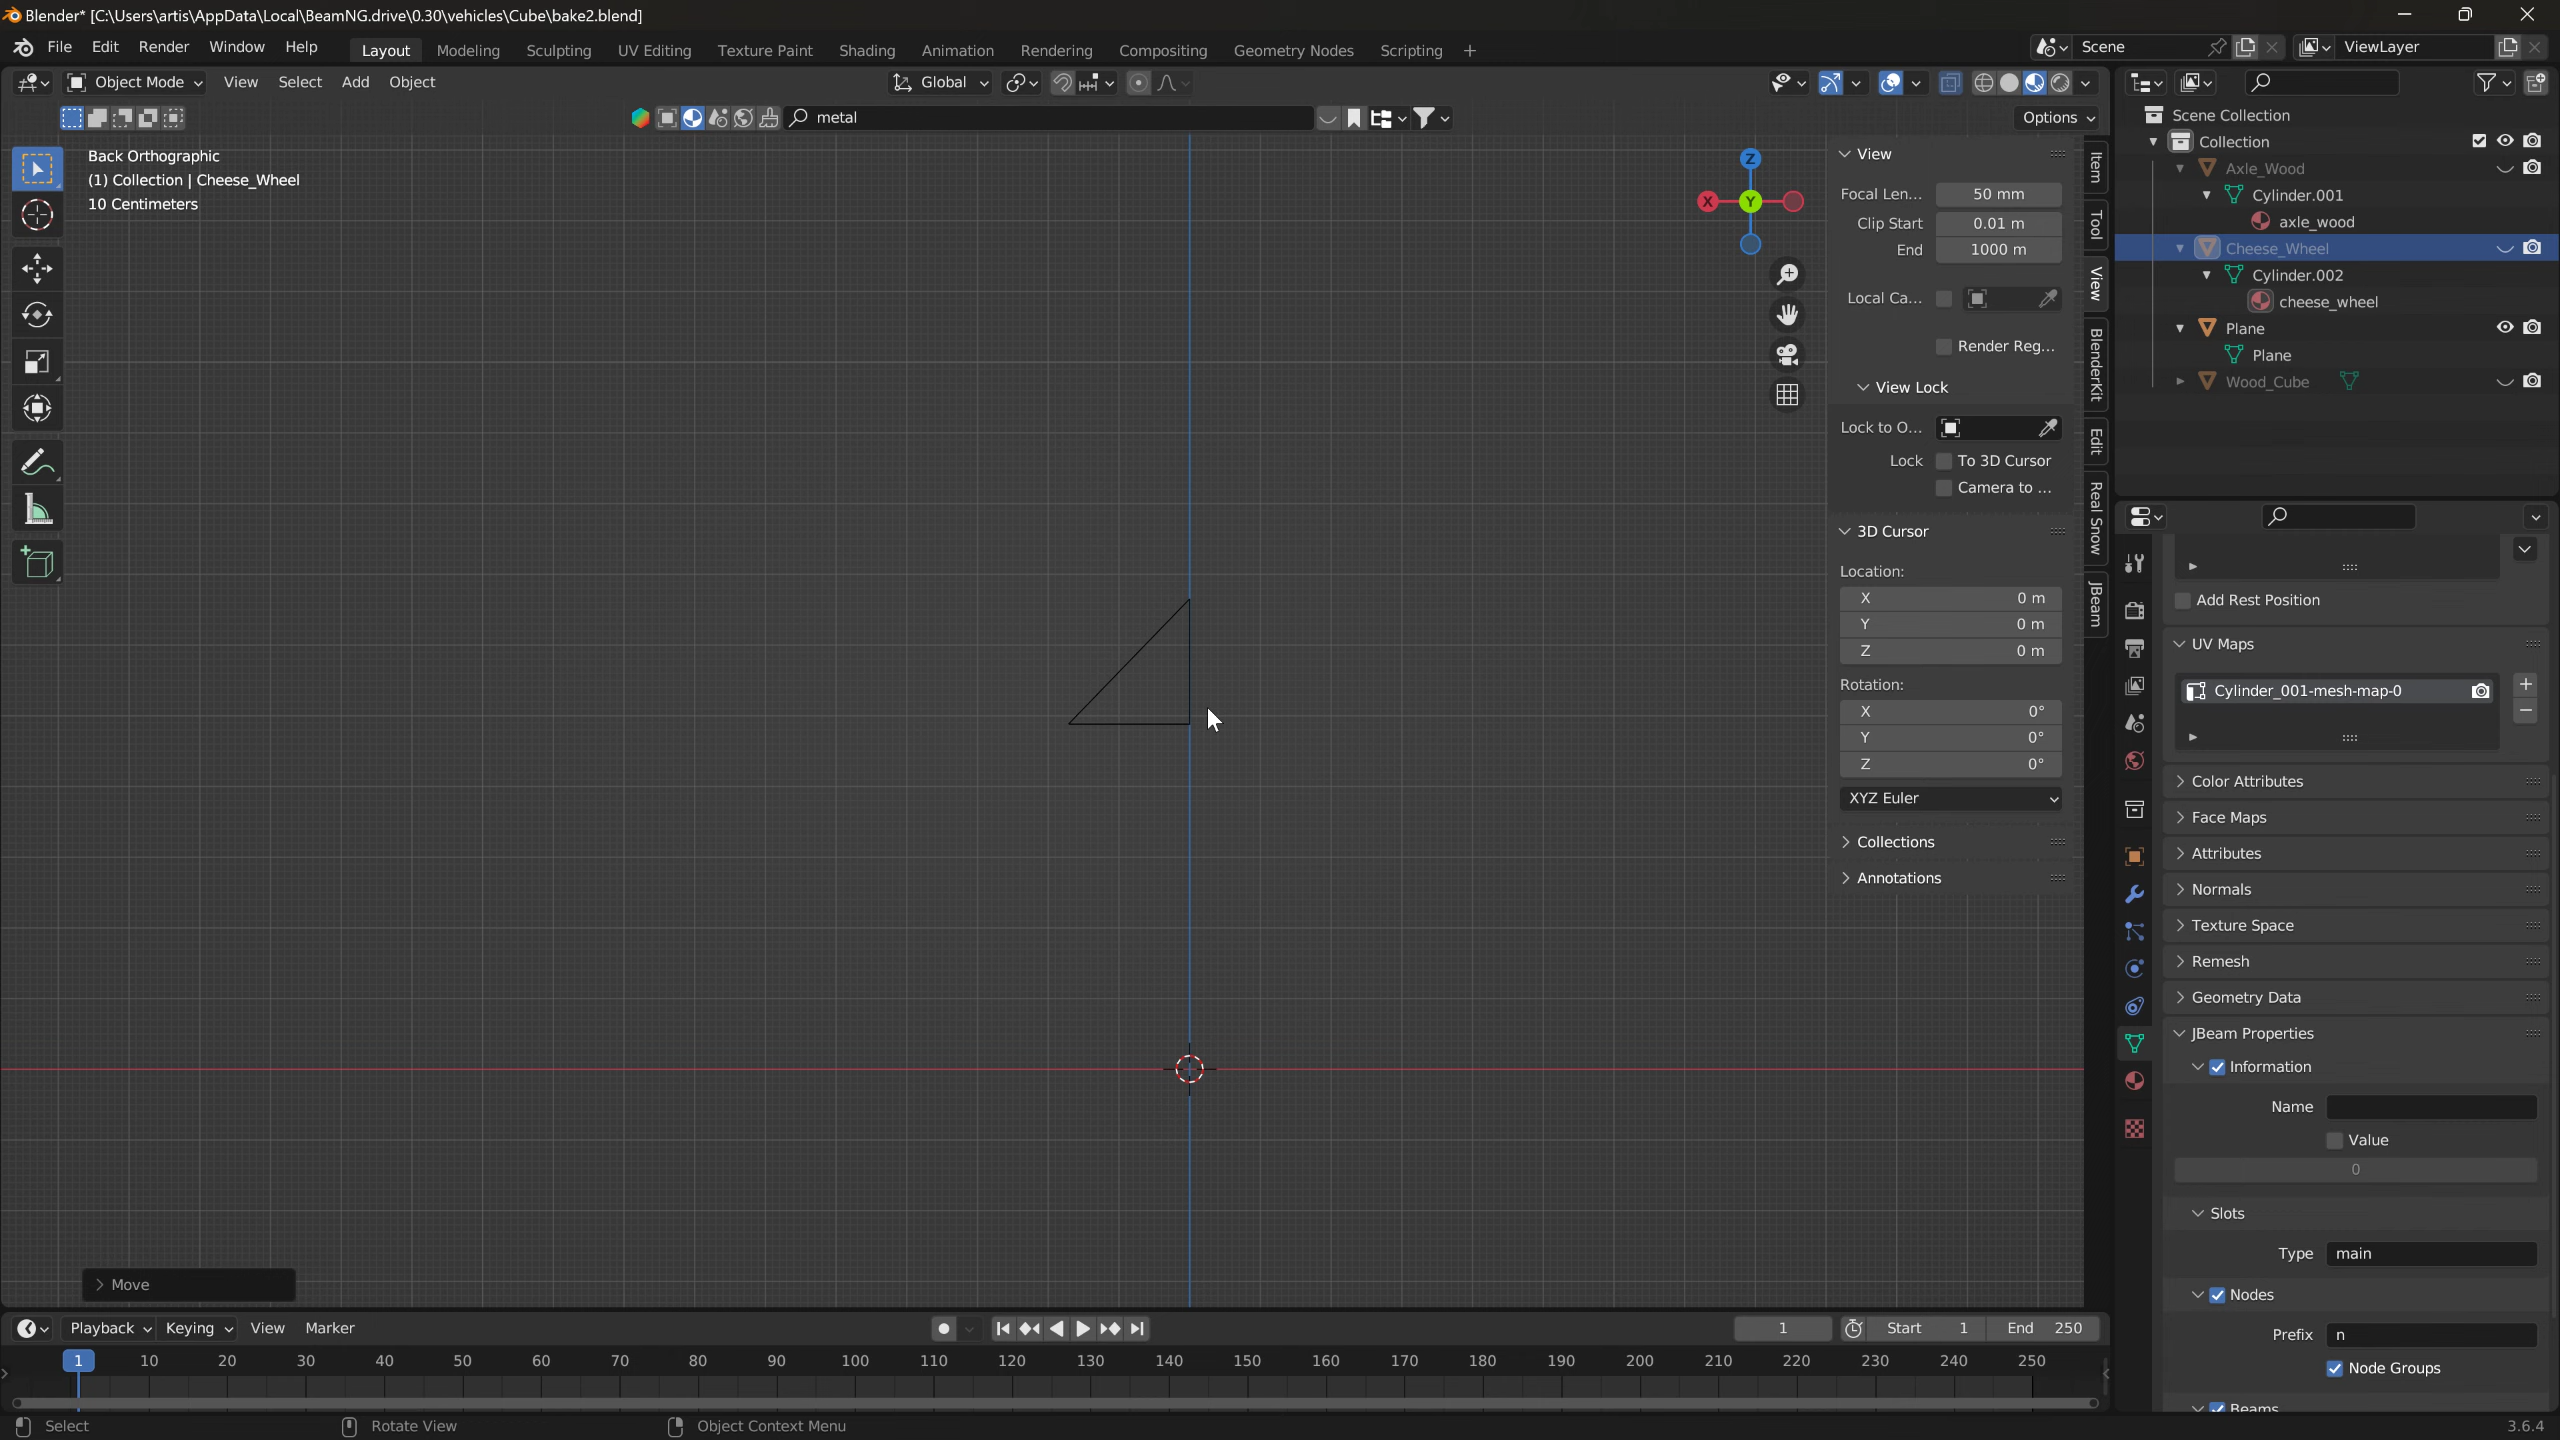 Blender* [C:\Users\artis\AppData\Local\BeamNG.drive\0.30\vehicles\Cube\bake2.blend]
File Edit Render Window Help Layout Modeling Sculpting UV Editing Texture Paint Shading Animation Rendering Compositing Geometry Nodes Scripting + Scene ViewLayer
Object Mode View Select Add Object Global
metal Options
Back Orthographic
(1) Collection | Cheese_Wheel
10 Centimeters
Z
X Y
View
Focal Len... 50 mm
Clip Start 0.01 m
End 1000 m
Local Ca...
Render Reg...
View Lock
Lock to O...
Lock To 3D Cursor
Camera to ...
3D Cursor
Location:
X 0 m
Y 0 m
Z 0 m
Rotation:
X 0°
Y 0°
Z 0°
XYZ Euler
Collections
Annotations
Item
Tool
View
BlenderKit
Edit
Real Snow
JBeam
Scene Collection
Collection
Axle_Wood
Cylinder.001
axle_wood
Cheese_Wheel
Cylinder.002
cheese_wheel
Plane
Plane
Wood_Cube
Add Rest Position
UV Maps
Cylinder_001-mesh-map-0
Color Attributes
Face Maps
Attributes
Normals
Texture Space
Remesh
Geometry Data
JBeam Properties
Information
Name
Value
0
Slots
Type main
Nodes
Prefix n
Node Groups
Beams
Move
Playback Keying View Marker 1 Start 1 End 250
1 10 20 30 40 50 60 70 80 90 100 110 120 130 140 150 160 170 180 190 200 210 220 230 240 250
Select Rotate View Object Context Menu 3.6.4